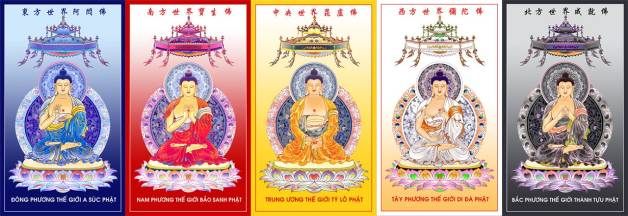 東方世界阿閦佛
ĐÔNG PHƯƠNG THẾ GIỚI A SÚC PHẬT
南方世界寶生佛
NAM PHƯƠNG THẾ GIỚI BẢO SANH PHẬT
中央世界毘盧佛
TRUNG ƯƠNG THẾ GIỚI TỲ LÔ PHẬT
西方世界彌陀佛
TÂY PHƯƠNG THẾ GIỚI DI ĐÀ PHẬT
北方世界成就佛
BẮC PHƯƠNG THẾ GIỚI THÀNH TỰU PHẬT